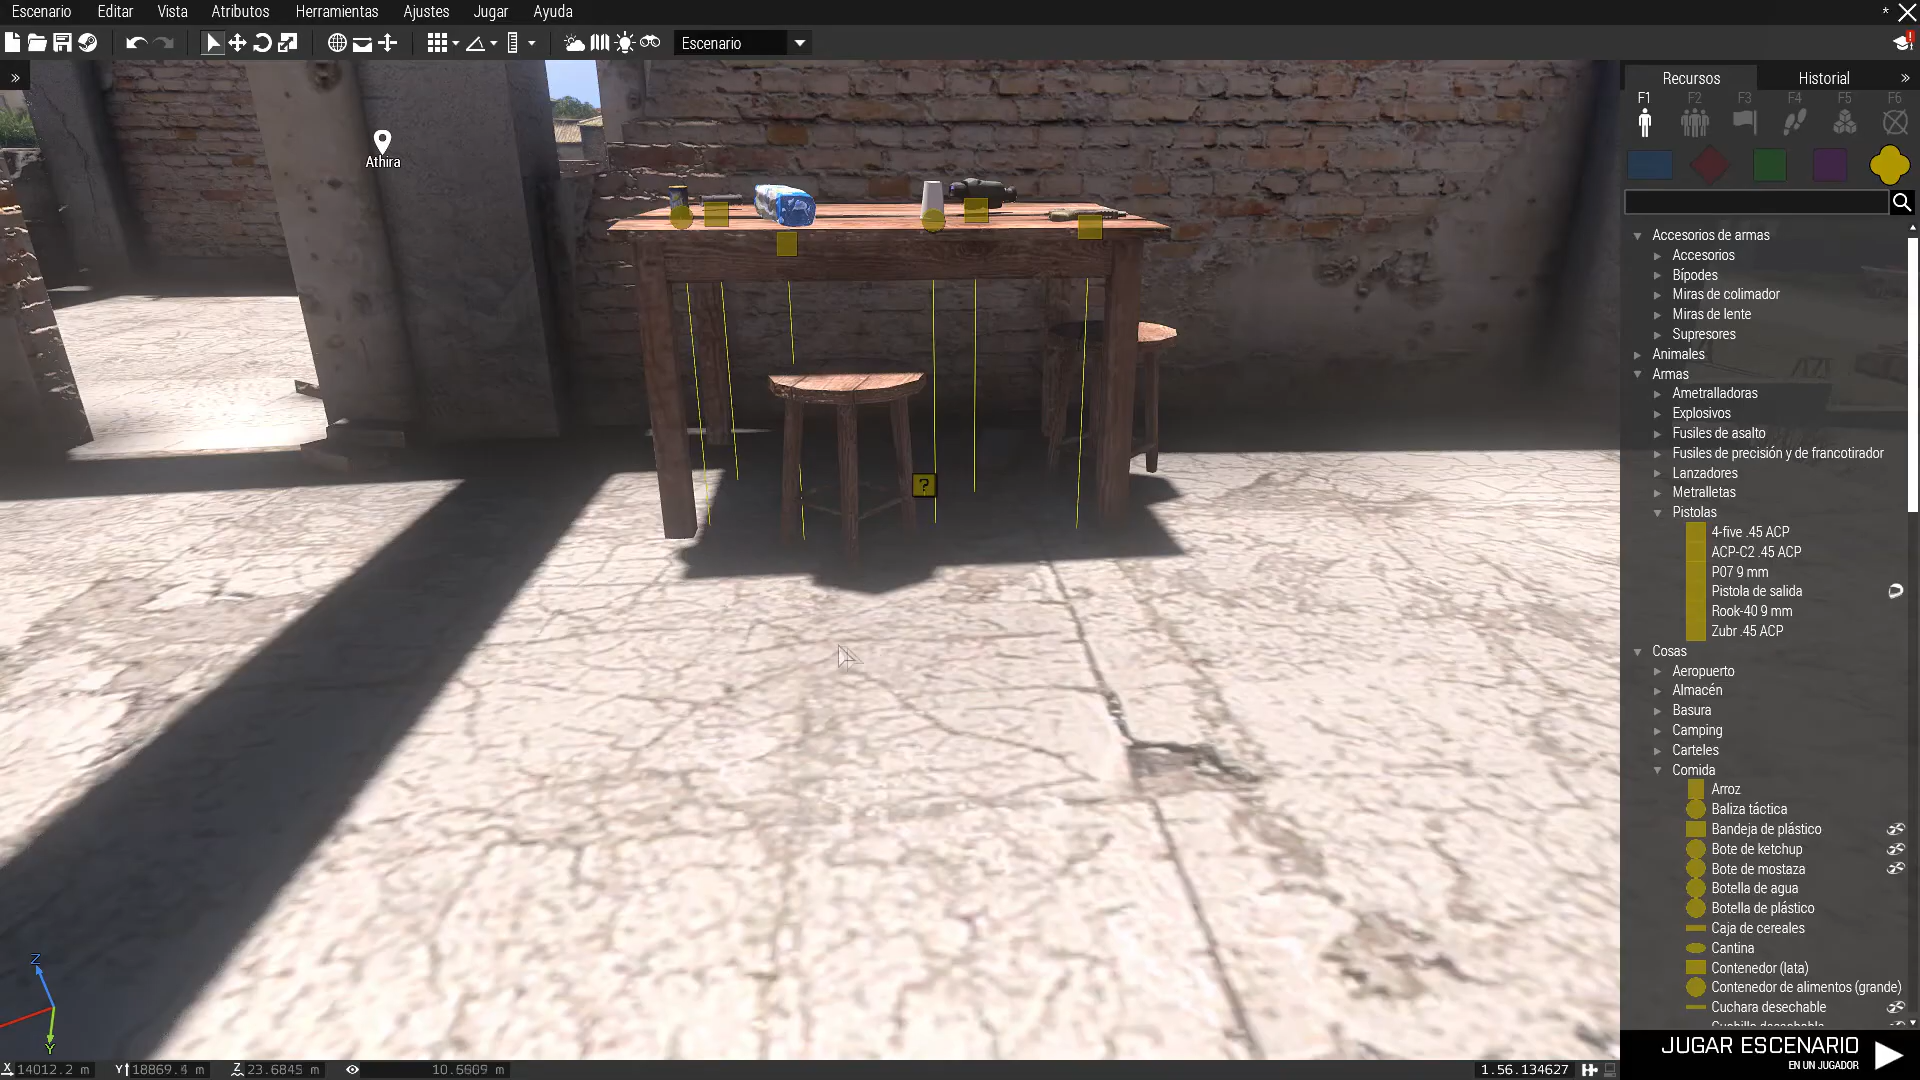 Escenario Editar Vista Atributos Herramientas Ajustes Jugar Ayuda
*
Escenario
Athira
?
Recursos Historial
F1 F2 F3 F4 F5 F6
Accesorios de armas
Accesorios
Bípodes
Miras de colimador
Miras de lente
Supresores
Animales
Armas
Ametralladoras
Explosivos
Fusiles de asalto
Fusiles de precisión y de francotirador
Lanzadores
Metralletas
Pistolas
4-five .45 ACP
ACP-C2 .45 ACP
P07 9 mm
Pistola de salida
Rook-40 9 mm
Zubr .45 ACP
Cosas
Aeropuerto
Almacén
Basura
Camping
Carteles
Comida
Arroz
Baliza táctica
Bandeja de plástico
Bote de ketchup
Bote de mostaza
Botella de agua
Botella de plástico
Caja de cereales
Cantina
Contenedor (lata)
Contenedor de alimentos (grande)
Cuchara desechable
JUGAR ESCENARIO
EN UN JUGADOR
Z
Y
X 14012.2 m Y 18869.4 m Z 23.6845 m 10.6609 m 1.56.134627